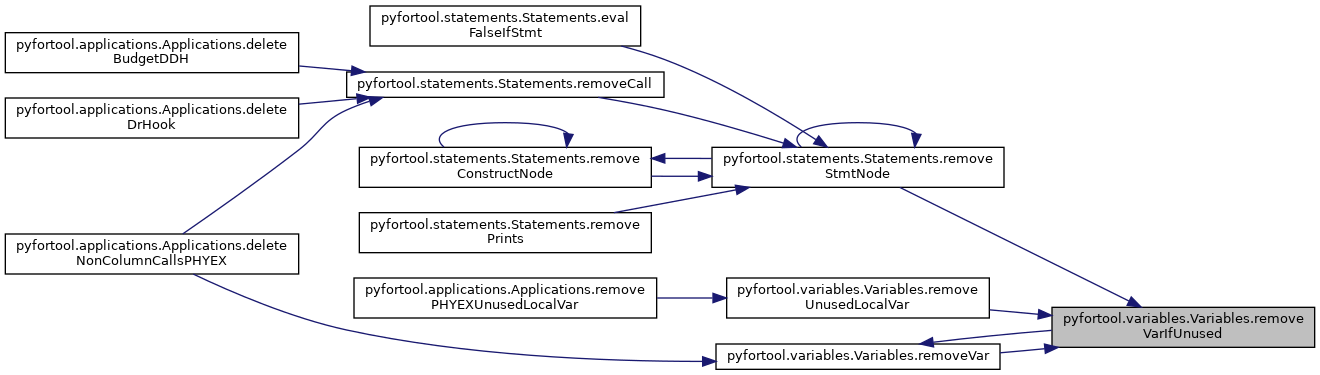 pyfortool.statements.Statements.eval
FalseIfStmt
pyfortool.applications.Applications.delete
BudgetDDH
pyfortool.statements.Statements.removeCall
pyfortool.applications.Applications.delete
DrHook
pyfortool.statements.Statements.remove
ConstructNode
pyfortool.statements.Statements.remove
StmtNode
pyfortool.statements.Statements.remove
Prints
pyfortool.applications.Applications.delete
NonColumnCallsPHYEX
pyfortool.applications.Applications.remove
PHYEXUnusedLocalVar
pyfortool.variables.Variables.remove
UnusedLocalVar
pyfortool.variables.Variables.remove
VarIfUnused
pyfortool.variables.Variables.removeVar